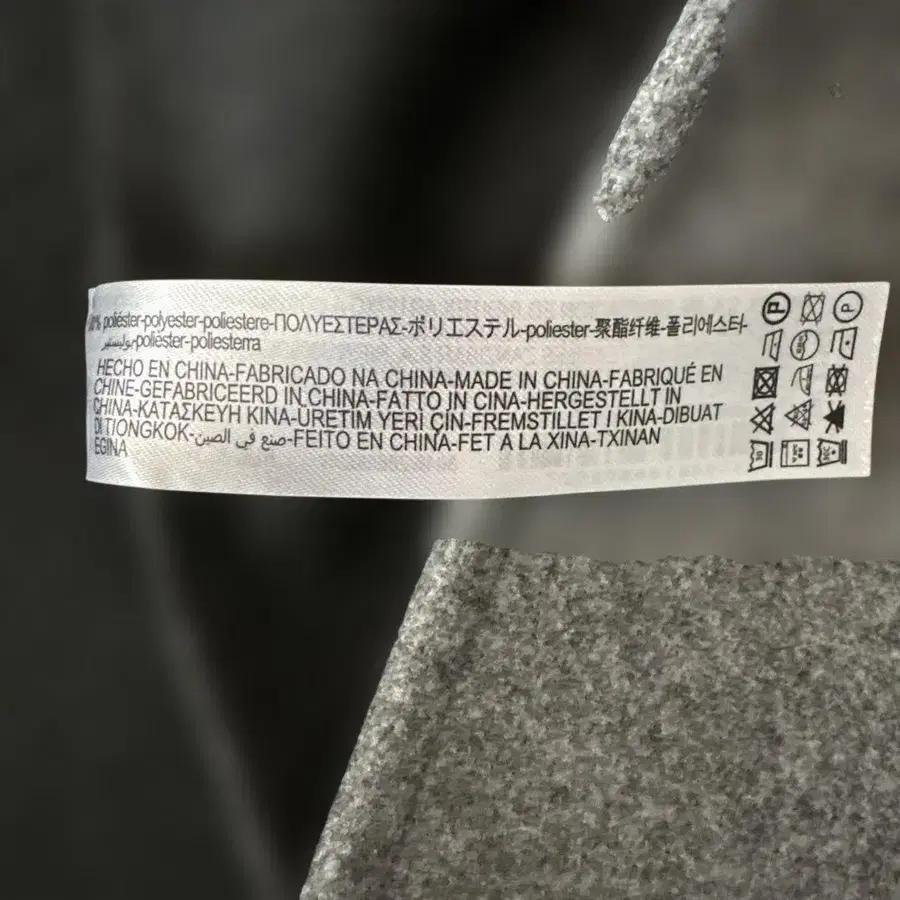 % poliéster-polyester-poliestere-ΠΟΛΥΕΣΤΕΡΑΣ-ポリエステル-poliester-聚酯纤维-폴리에스터-
بوليستير-poliéster-poliesterra
HECHO EN CHINA-FABRICADO NA CHINA-MADE IN CHINA-FABRIQUÉ EN
CHINE-GEFABRICEERD IN CHINA-FATTO IN CINA-HERGESTELLT IN
CHINA-ΚΑΤΑΣΚΕΥΗ ΚΙΝΑ-ÜRETIM YERI ÇIN-FREMSTILLET I KINA-DIBUAT
DI TIONGKOK-صنع في الصين-FEITO EN CHINA-FET A LA XINA-TXINAN
EGINA